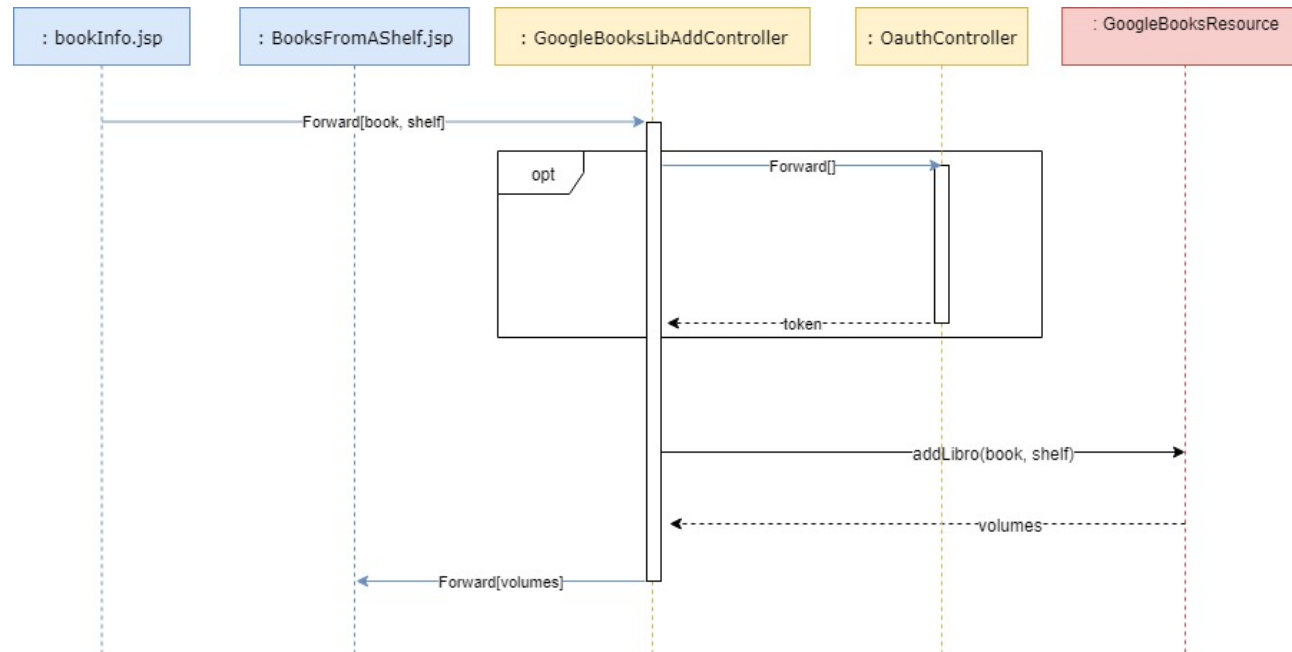 : bookInfo.jsp
: BooksFromAShelf.jsp
: GoogleBooksLibAddController
: OauthController
: GoogleBooksResource
Forward[book, shelf]
opt
Forward[]
token
addLibro(book, shelf)
volumes
Forward[volumes]